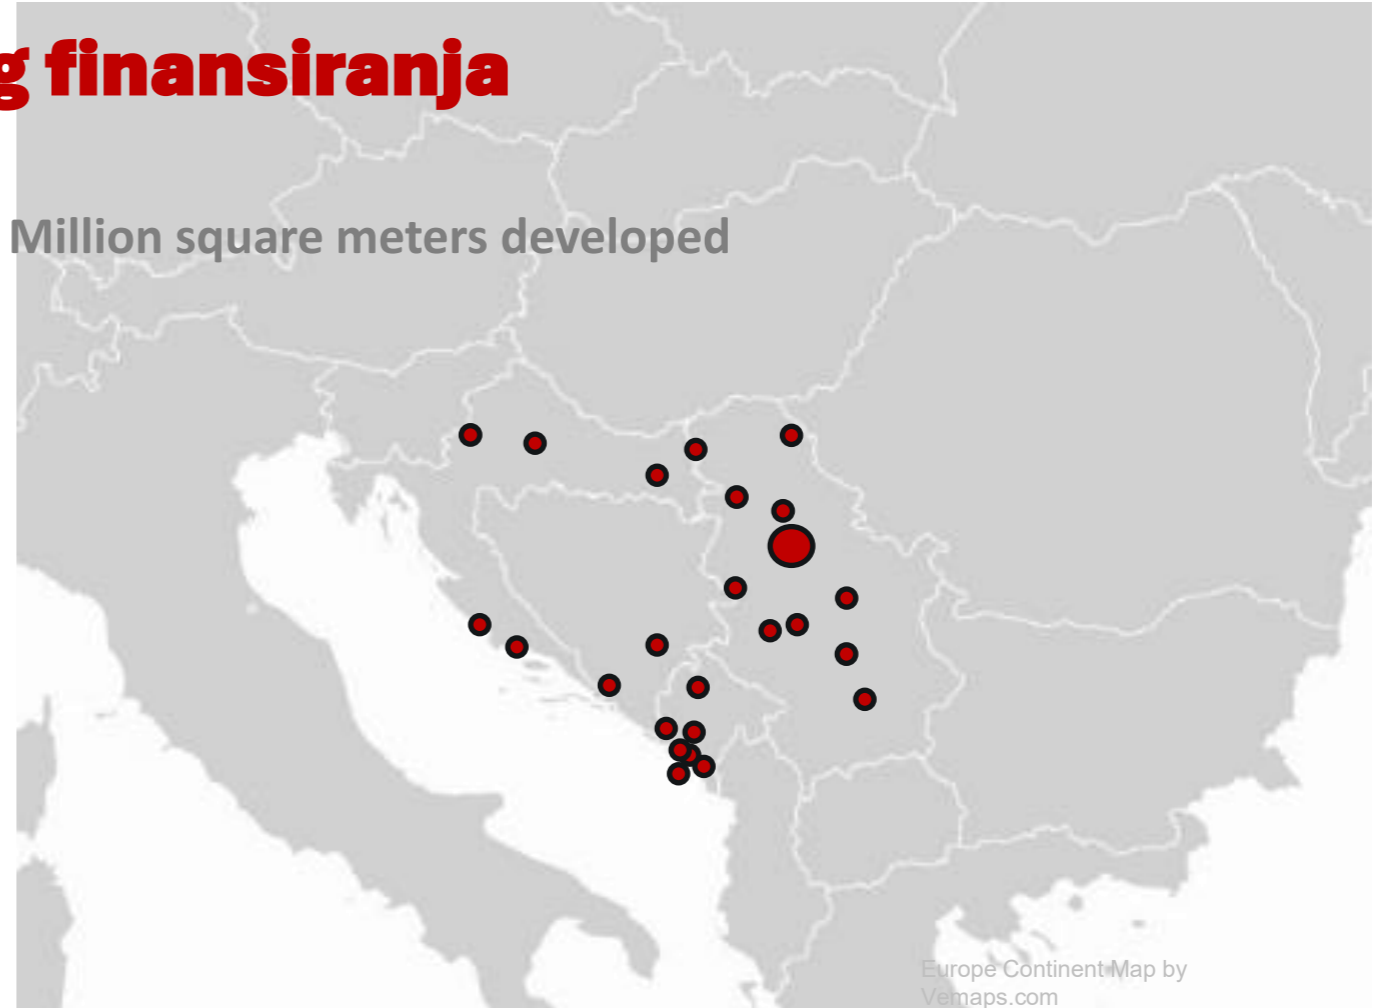 g finansiranja
Million square meters developed
Europe Continent Map by
Vemaps.com